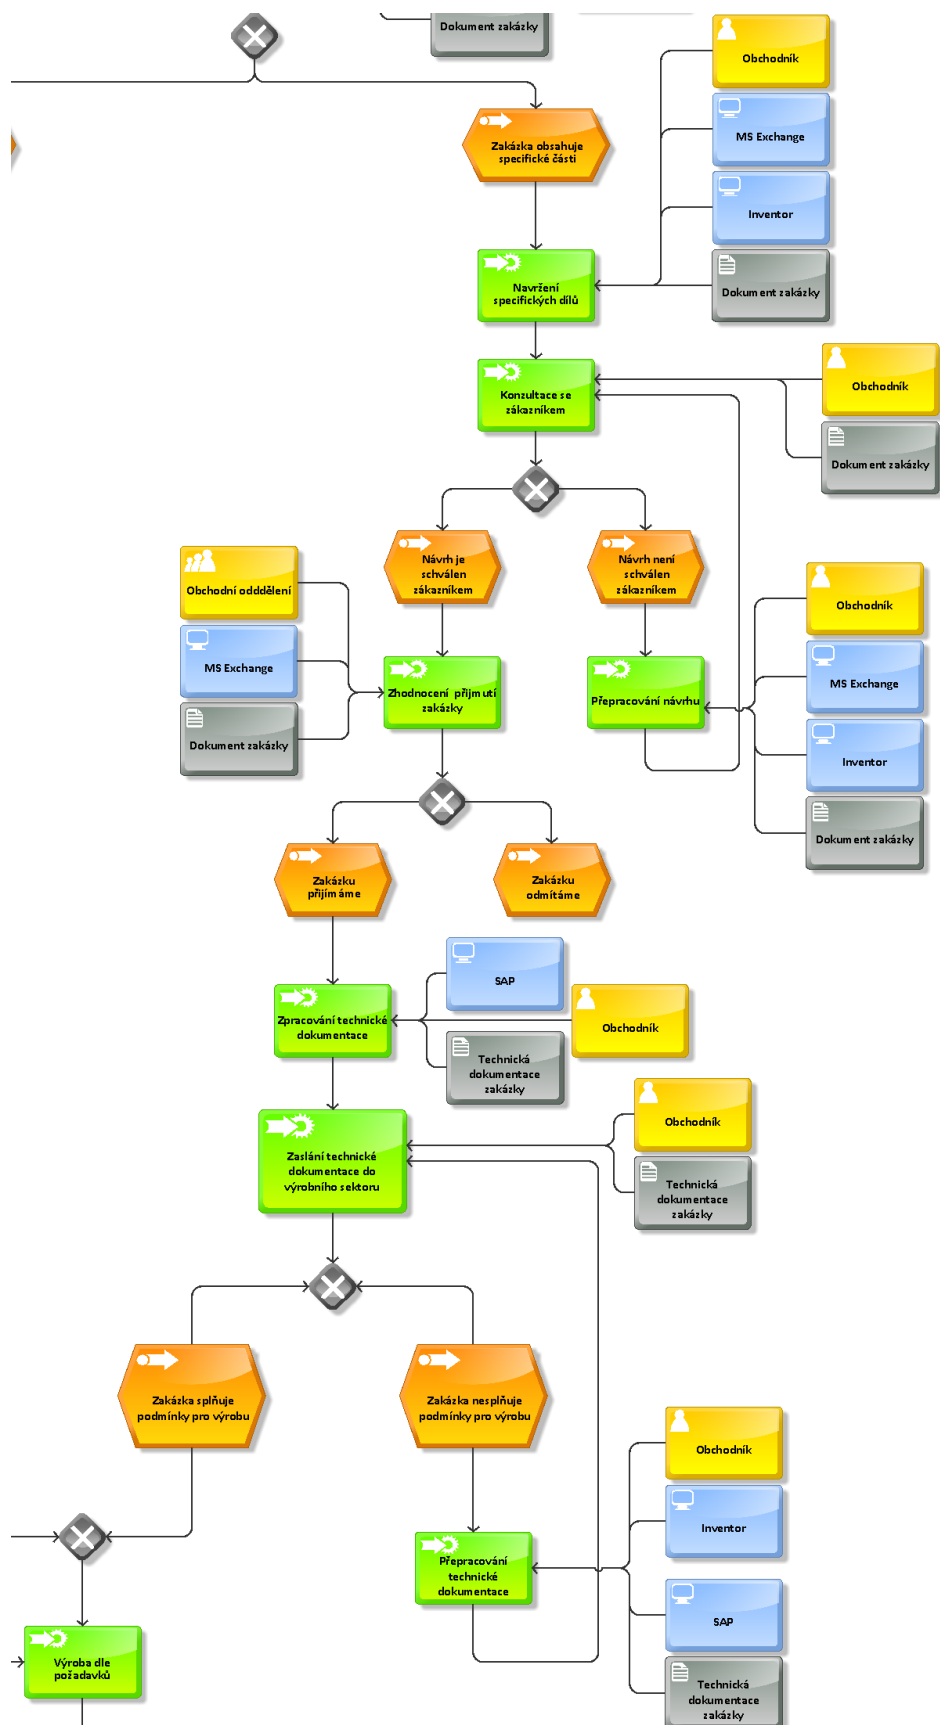 Dokument zakázky
Obchodník
MS Exchange
Inventor
Dokument zakázky
Zakázka obsahuje
specifické části
Navržení
specifických dílů
Konzultace se
zákazníkem
Obchodník
Dokument zakázky
Návrh je
schválen
zákazníkem
Návrh není
schválen
zákazníkem
Obchodní odddělení
MS Exchange
Dokument zakázky
Zhodnocení přijmutí
zakázky
Přepracování návrhu
Obchodník
MS Exchange
Inventor
Dokument zakázky
Zakázku
přijímáme
Zakázku
odmítáme
Zpracování technické
dokumentace
SAP
Obchodník
Technická
dokumentace
zakázky
Zaslání technické
dokumentace do
výrobního sektoru
Obchodník
Technická
dokumentace
zakázky
Zakázka splňuje
podmínky pro výrobu
Zakázka nesplňuje
podmínky pro výrobu
Obchodník
Inventor
SAP
Technická
dokumentace
zakázky
Přepracování
technické
dokumentace
Výroba dle
požadavků